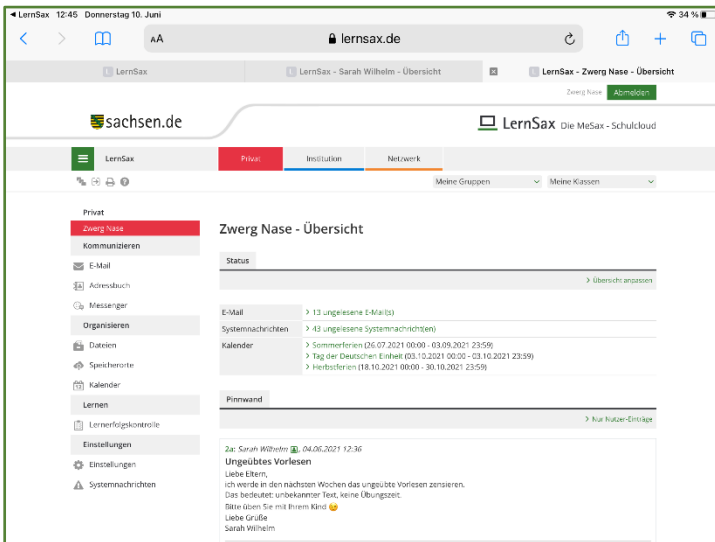 LernSax 12:45 Donnerstag 10. Juni 34 %
AA lernsax.de
LernSax LernSax - Sarah Wilhelm - Übersicht LernSax - Zwerg Nase - Übersicht
Zwerg Nase Abmelden
sachsen.de LernSax Die MeSax - Schulcloud
LernSax Privat Institution Netzwerk
Meine Gruppen Meine Klassen
Privat
Zwerg Nase
Kommunizieren
E-Mail
Adressbuch
Messenger
Organisieren
Dateien
Speicherorte
Kalender
Lernen
Lernerfolgskontrolle
Einstellungen
Einstellungen
Systemnachrichten
Zwerg Nase - Übersicht
Status
> Übersicht anpassen
E-Mail > 13 ungelesene E-Mail(s)
Systemnachrichten > 43 ungelesene Systemnachricht(en)
Kalender > Sommerferien (26.07.2021 00:00 - 03.09.2021 23:59)
> Tag der Deutschen Einheit (03.10.2021 00:00 - 03.10.2021 23:59)
> Herbstferien (18.10.2021 00:00 - 30.10.2021 23:59)
Pinnwand
> Nur Nutzer-Einträge
2a: Sarah Wilhelm, 04.06.2021 12:36
Ungeübtes Vorlesen
Liebe Eltern,
ich werde in den nächsten Wochen das ungeübte Vorlesen zensieren.
Das bedeutet: unbekannter Text, keine Übungszeit.
Bitte üben Sie mit Ihrem Kind 😉
Liebe Grüße
Sarah Wilhelm